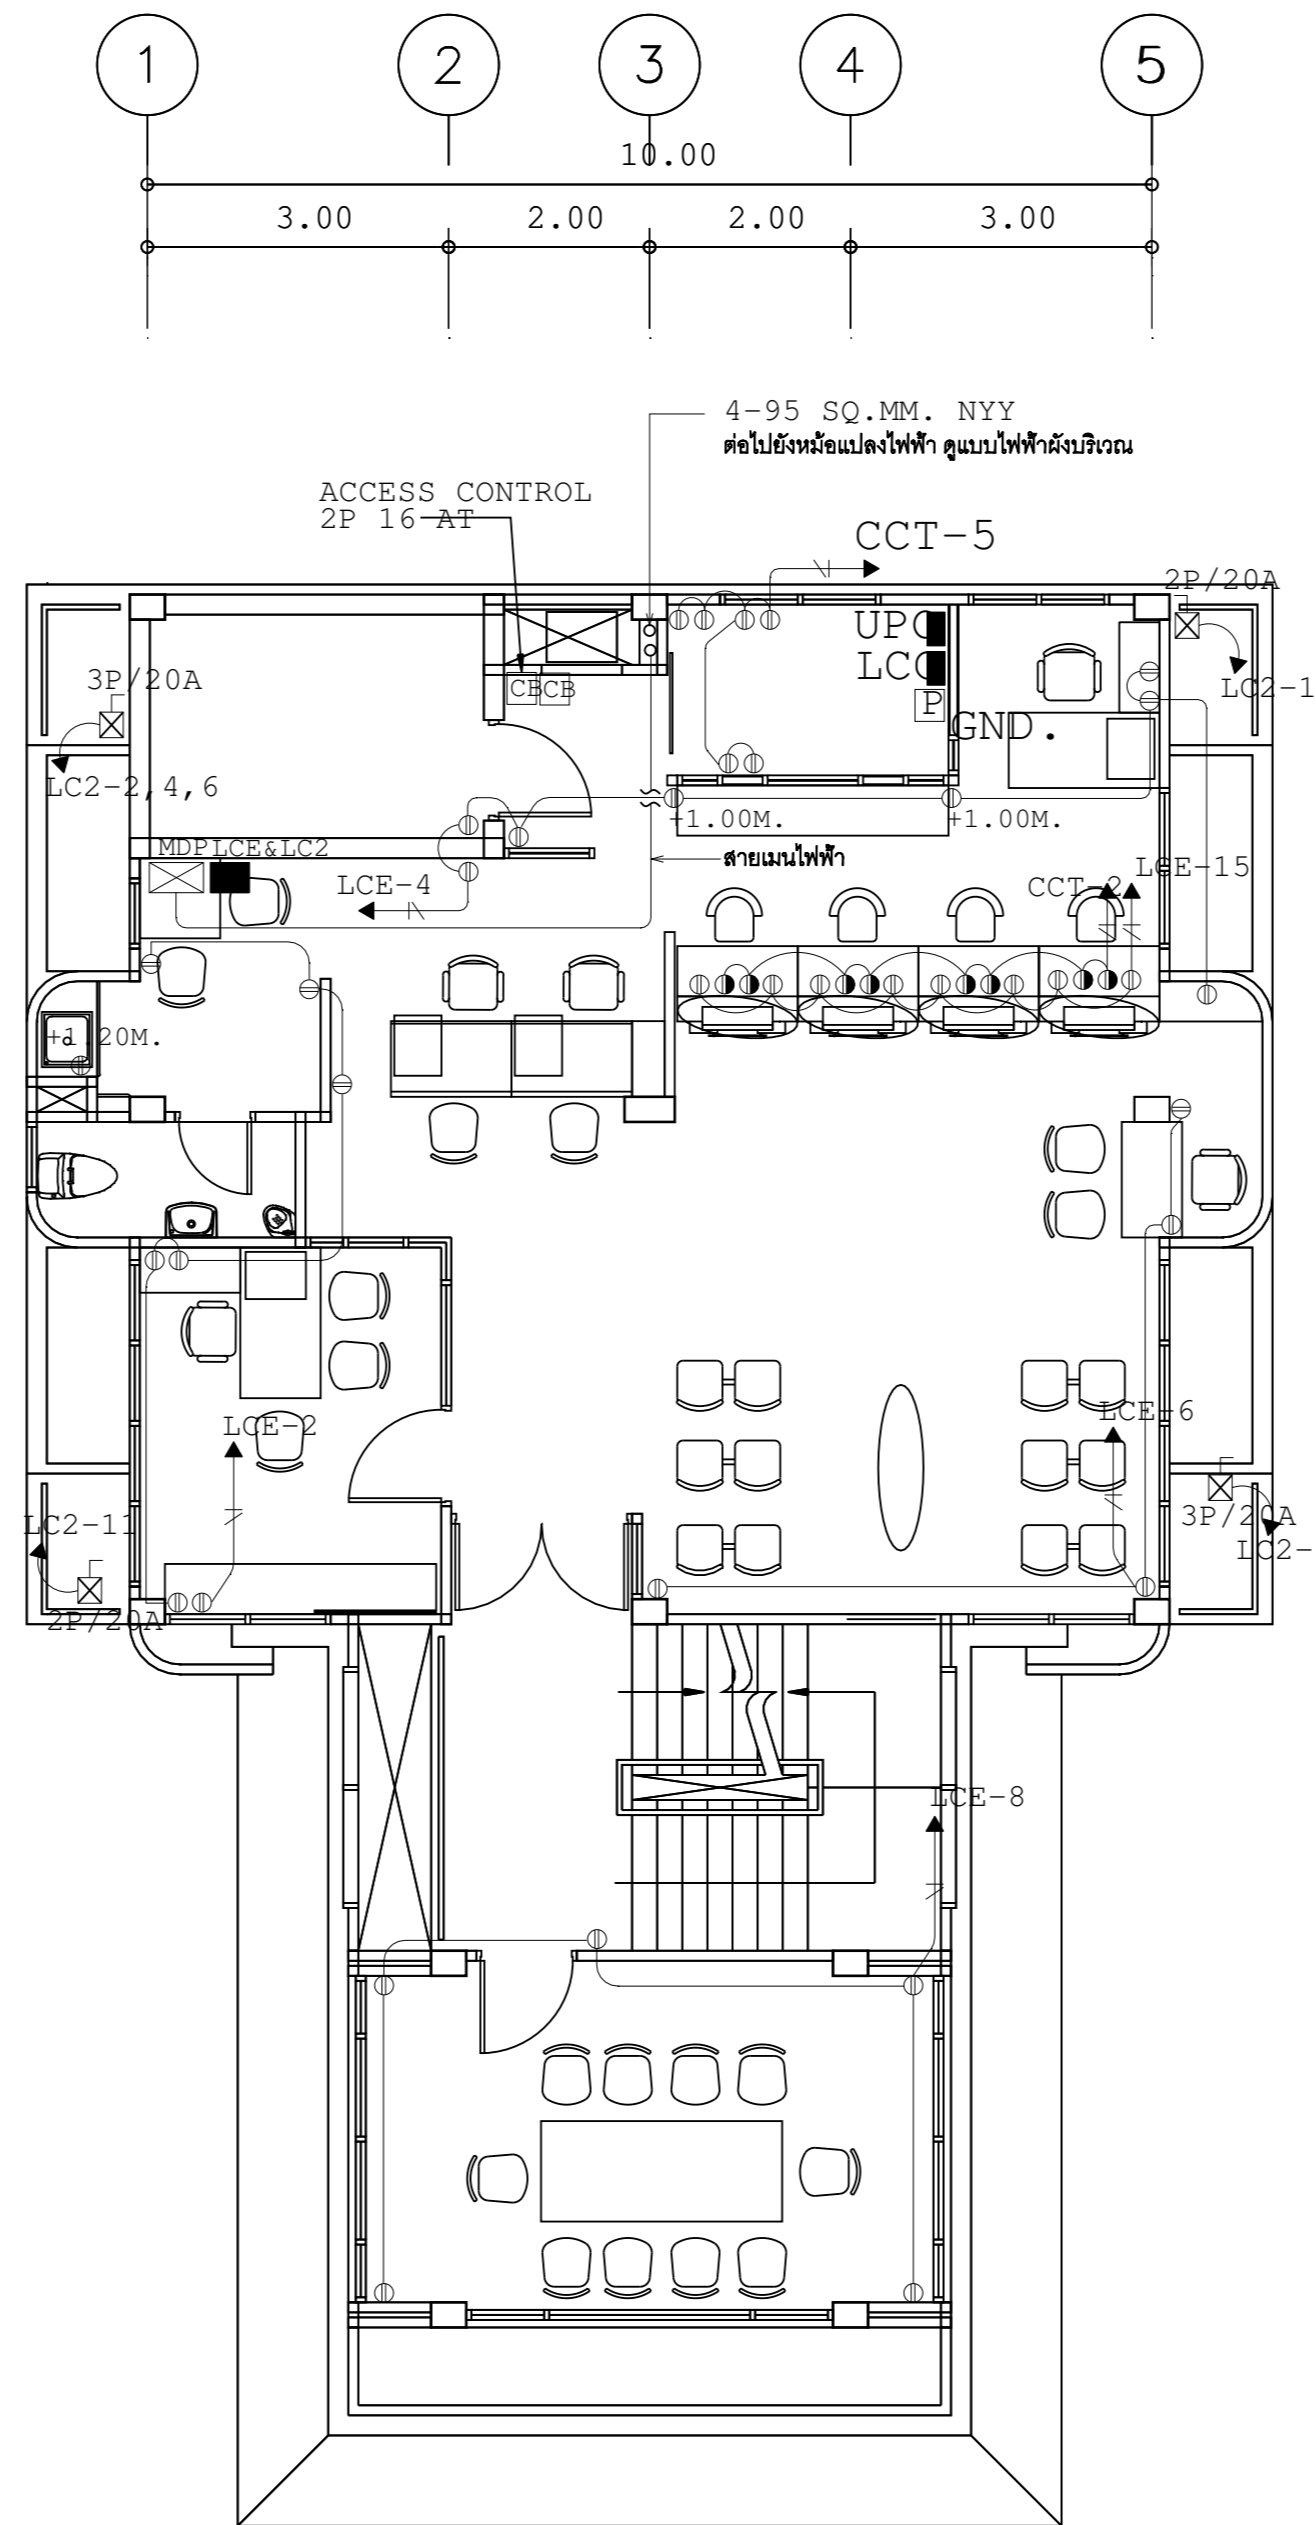 1 2 3 4 5
10.00
3.00 2.00 2.00 3.00
4-95 SQ.MM. NYY
ต่อไปยังหม้อแปลงไฟฟ้า ดูแบบไฟฟ้าผังบริเวณ
ACCESS CONTROL
2P 16 AT
CCT-5
2P/20A
UPC
LCC
3P/20A
CB CB
LC2-1
P
GND.
LC2-2,4,6
+1.00M. +1.00M.
MDP LCE&LC2
สายเมนไฟฟ้า
LCE-4
CCT-2
LCE-15
+1.20M.
LCE-2
LCE-6
LC2-11
3P/20A
LC2-
2P/20A
LCE-8